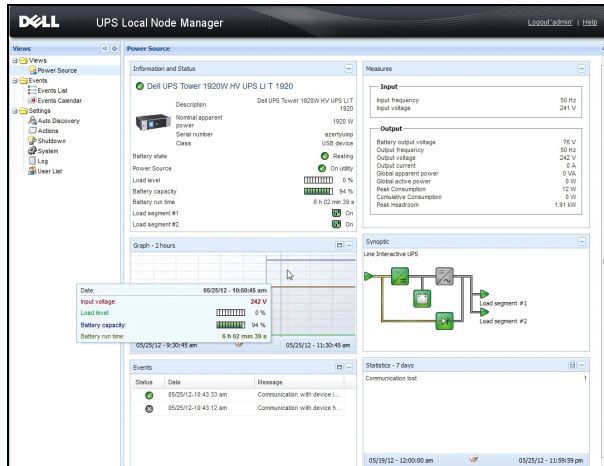 DELL
UPS Local Node Manager
Logout 'admin' | Help
Views
Views
Power Source
Events
Events List
Events Calendar
Settings
Auto Discovery
Actions
Shutdown
System
Log
User List
Power Source
Information and Status
Dell UPS Tower 1920W HV UPS LI T 1920
Description Dell UPS Tower 1920W HV UPS LI T 1920
Nominal apparent power 1920 W
Serial number azertyuiop
Class USB device
Battery state Resting
Power Source On utility
Load level 0 %
Battery capacity 94 %
Battery run time 6 h 02 min 39 s
Load segment #1 On
Load segment #2 On
Graph - 2 hours
Date: 05/25/12 - 10:50:45 am
Input voltage: 242 V
Load level: 0 %
Battery capacity: 94 %
Battery run time: 6 h 02 min 39 s
05/25/12 - 9:30:45 am 05/25/12 - 11:30:45 am
Events
Status Date Message
05/25/12-10:43:33 am Communication with device i...
05/25/12-10:43:12 am Communication with device h...
Measures
Input
Input frequency 50 Hz
Input voltage 241 V
Output
Battery output voltage 76 V
Output frequency 50 Hz
Output voltage 242 V
Output current 0 A
Global apparent power 0 VA
Global active power 0 W
Peak Consumption 12 W
Cumulative Consumption 0 W
Peak Headroom 1.91 kW
Synoptic
Line Interactive UPS
Load segment #1
Load segment #2
Statistics - 7 days
Communication lost 1
05/19/12 - 12:00:00 am 05/25/12 - 11:59:59 pm